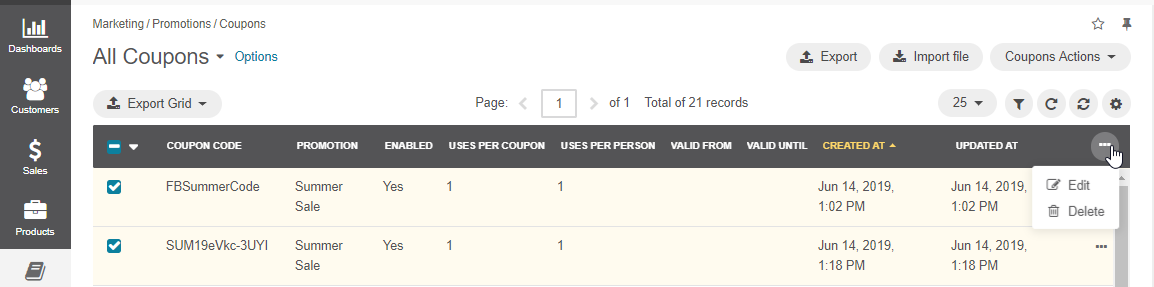 Dashboards
Customers
Sales
Products
Marketing / Promotions / Coupons
All Coupons Options
Export Import file Coupons Actions
Export Grid Page: 1 of 1 Total of 21 records 25
COUPON CODE PROMOTION ENABLED USES PER COUPON USES PER PERSON VALID FROM VALID UNTIL CREATED AT UPDATED AT
FBSummerCode Summer Yes 1 1 Jun 14, 2019, Jun 14, 2019,
Sale 1:02 PM 1:02 PM
Edit
Delete
SUM19eVkc-3UYI Summer Yes 1 1 Jun 14, 2019, Jun 14, 2019,
Sale 1:18 PM 1:18 PM